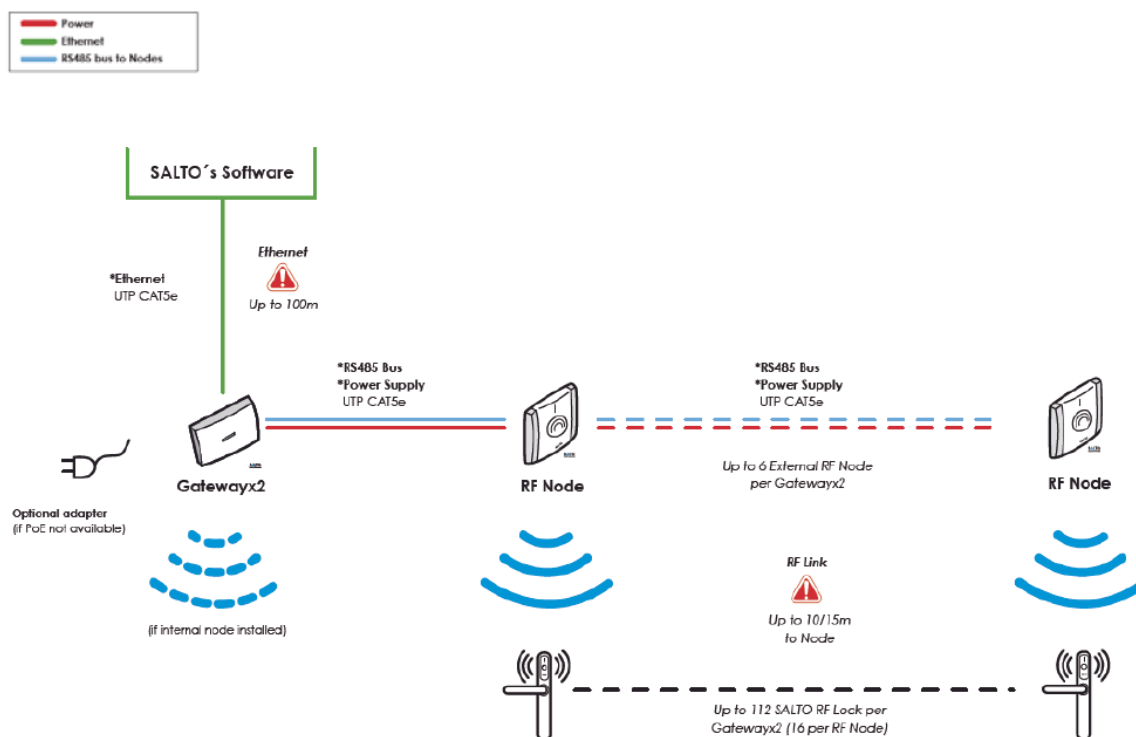 Power
Ethernet
RS485 bus to Nodes
SALTO´s Software
Ethernet
Up to 100m
*Ethernet
UTP CAT5e
*RS485 Bus
*Power Supply
UTP CAT5e
*RS485 Bus
*Power Supply
UTP CAT5e
Gatewayx2
RF Node
Up to 6 External RF Node
per Gatewayx2
RF Node
Optional adapter
(if PoE not available)
(if internal node installed)
RF Link
Up to 10/15m
to Node
Up to 112 SALTO RF Lock per
Gatewayx2 (16 per RF Node)